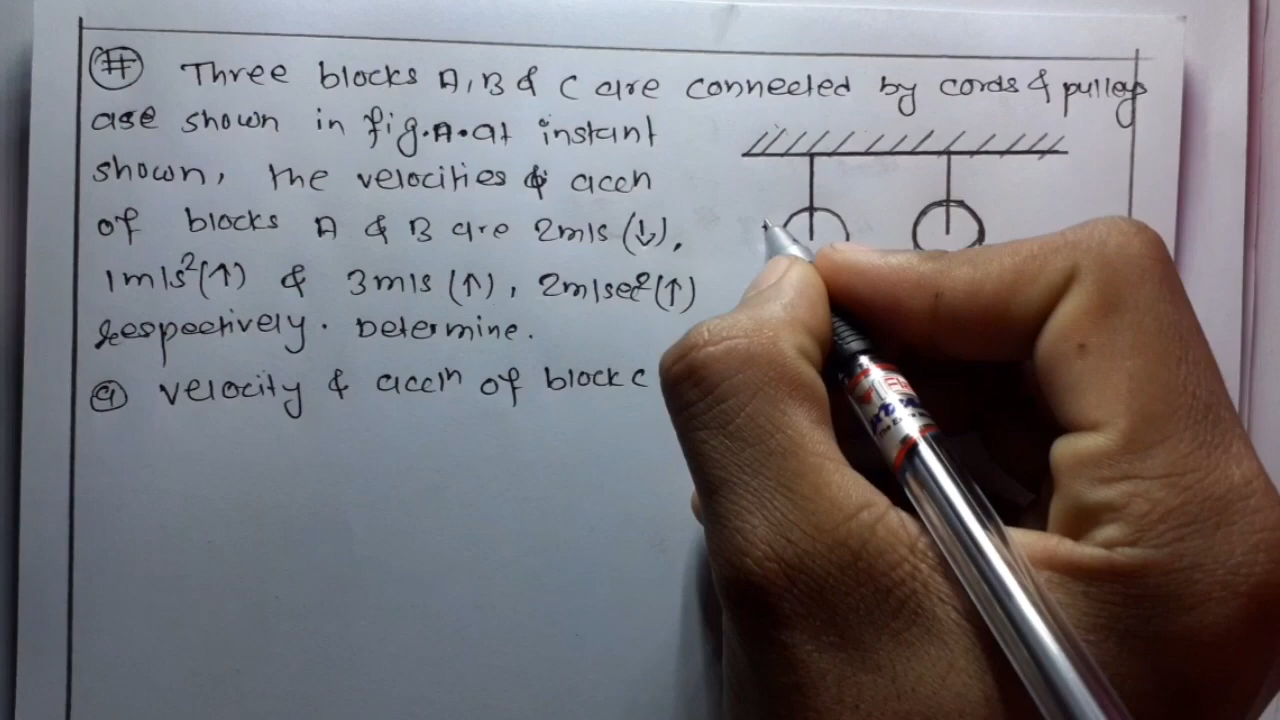 # Three blocks A, B & C are connected by cords & pulleys
are shown in fig. A. at instant
shown, the velocities & accn
of blocks A & B are 2m/s (↓),
1m/s²(↑) & 3m/s (↑), 2m/sec²(↑)
respectively. Determine.
ⓐ velocity & accln of block C